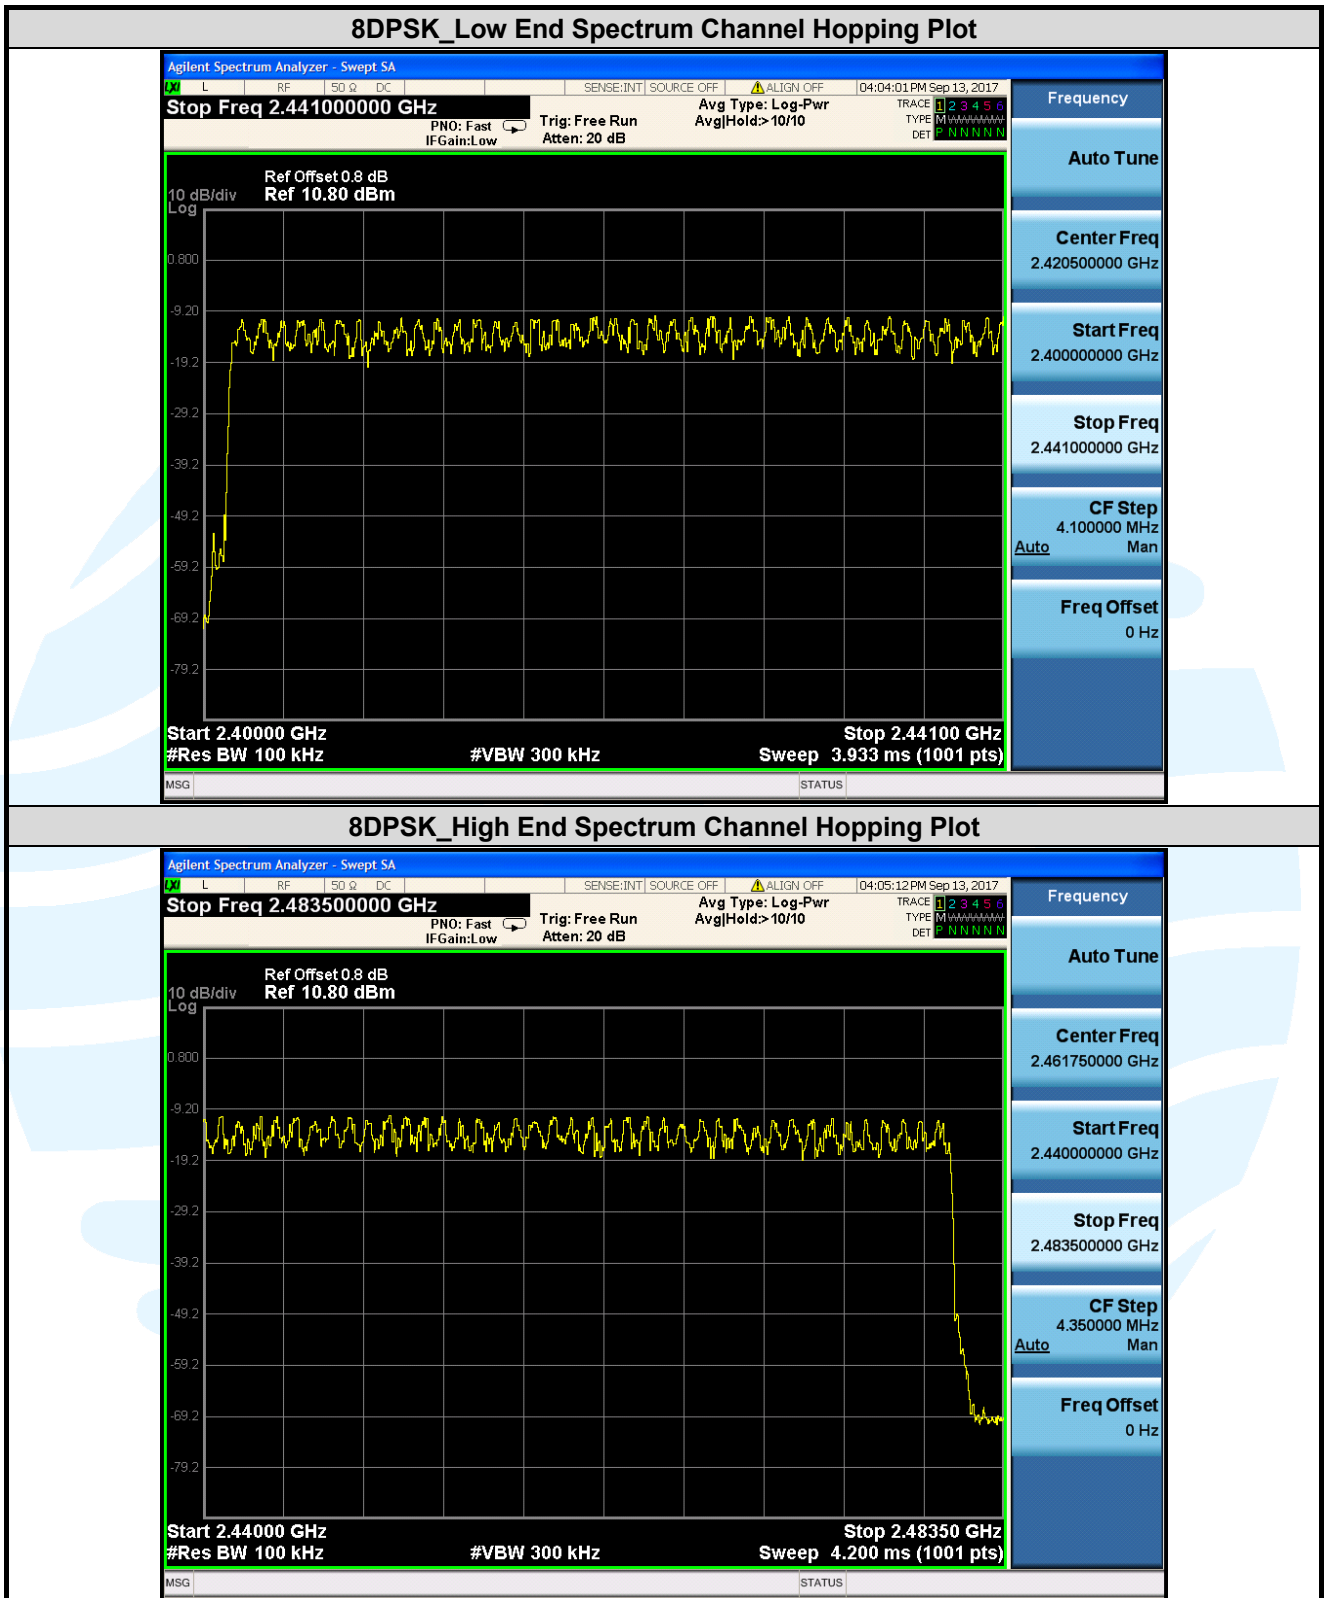 8DPSK_Low End Spectrum Channel Hopping Plot
Agilent Spectrum Analyzer - Swept SA
LXI L RF 50 Ω DC SENSE:INT SOURCE OFF ALIGN OFF 04:04:01 PM Sep 13, 2017
Stop Freq 2.441000000 GHz
PNO: Fast
IFGain:Low
Trig: Free Run
Atten: 20 dB
Avg Type: Log-Pwr
Avg|Hold:>10/10
TRACE 1 2 3 4 5 6
TYPE M W W W W W
DET P N N N N N
Ref Offset 0.8 dB
10 dB/div Ref 10.80 dBm
Log
0.800
-9.20
-19.2
-29.2
-39.2
-49.2
-59.2
-69.2
-79.2
Start 2.40000 GHz Stop 2.44100 GHz
#Res BW 100 kHz #VBW 300 kHz Sweep 3.933 ms (1001 pts)
MSG STATUS
Frequency
Auto Tune
Center Freq
2.420500000 GHz
Start Freq
2.400000000 GHz
Stop Freq
2.441000000 GHz
CF Step
4.100000 MHz
Auto Man
Freq Offset
0 Hz
8DPSK_High End Spectrum Channel Hopping Plot
Agilent Spectrum Analyzer - Swept SA
LXI L RF 50 Ω DC SENSE:INT SOURCE OFF ALIGN OFF 04:05:12 PM Sep 13, 2017
Stop Freq 2.483500000 GHz
PNO: Fast
IFGain:Low
Trig: Free Run
Atten: 20 dB
Avg Type: Log-Pwr
Avg|Hold:>10/10
TRACE 1 2 3 4 5 6
TYPE M W W W W W
DET P N N N N N
Ref Offset 0.8 dB
10 dB/div Ref 10.80 dBm
Log
0.800
-9.20
-19.2
-29.2
-39.2
-49.2
-59.2
-69.2
-79.2
Start 2.44000 GHz Stop 2.48350 GHz
#Res BW 100 kHz #VBW 300 kHz Sweep 4.200 ms (1001 pts)
MSG STATUS
Frequency
Auto Tune
Center Freq
2.461750000 GHz
Start Freq
2.440000000 GHz
Stop Freq
2.483500000 GHz
CF Step
4.350000 MHz
Auto Man
Freq Offset
0 Hz